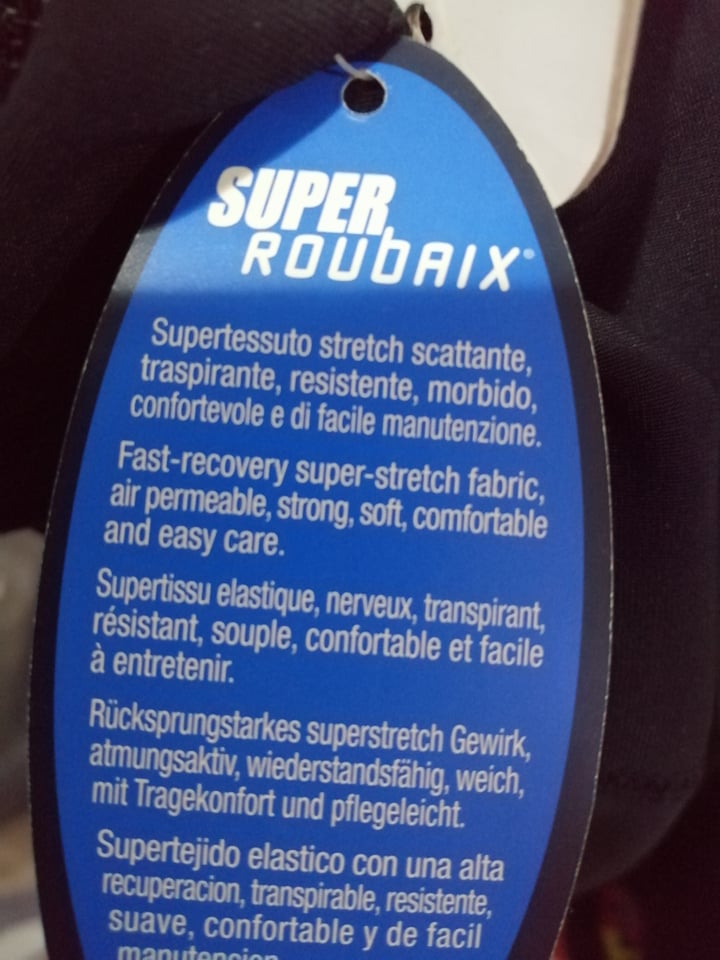 SUPER
ROUBAIX®
Supertessuto stretch scattante,
traspirante, resistente, morbido,
confortevole e di facile manutenzione.
Fast-recovery super-stretch fabric,
air permeable, strong, soft, comfortable
and easy care.
Supertissu elastique, nerveux, transpirant,
résistant, souple, confortable et facile
à entretenir.
Rücksprungstarkes superstretch Gewirk,
atmungsaktiv, wiederstandsfähig, weich,
mit Tragekonfort und pflegeleicht.
Supertejido elastico con una alta
recuperacion, transpirable, resistente,
suave, confortable y de facil
manutencion.